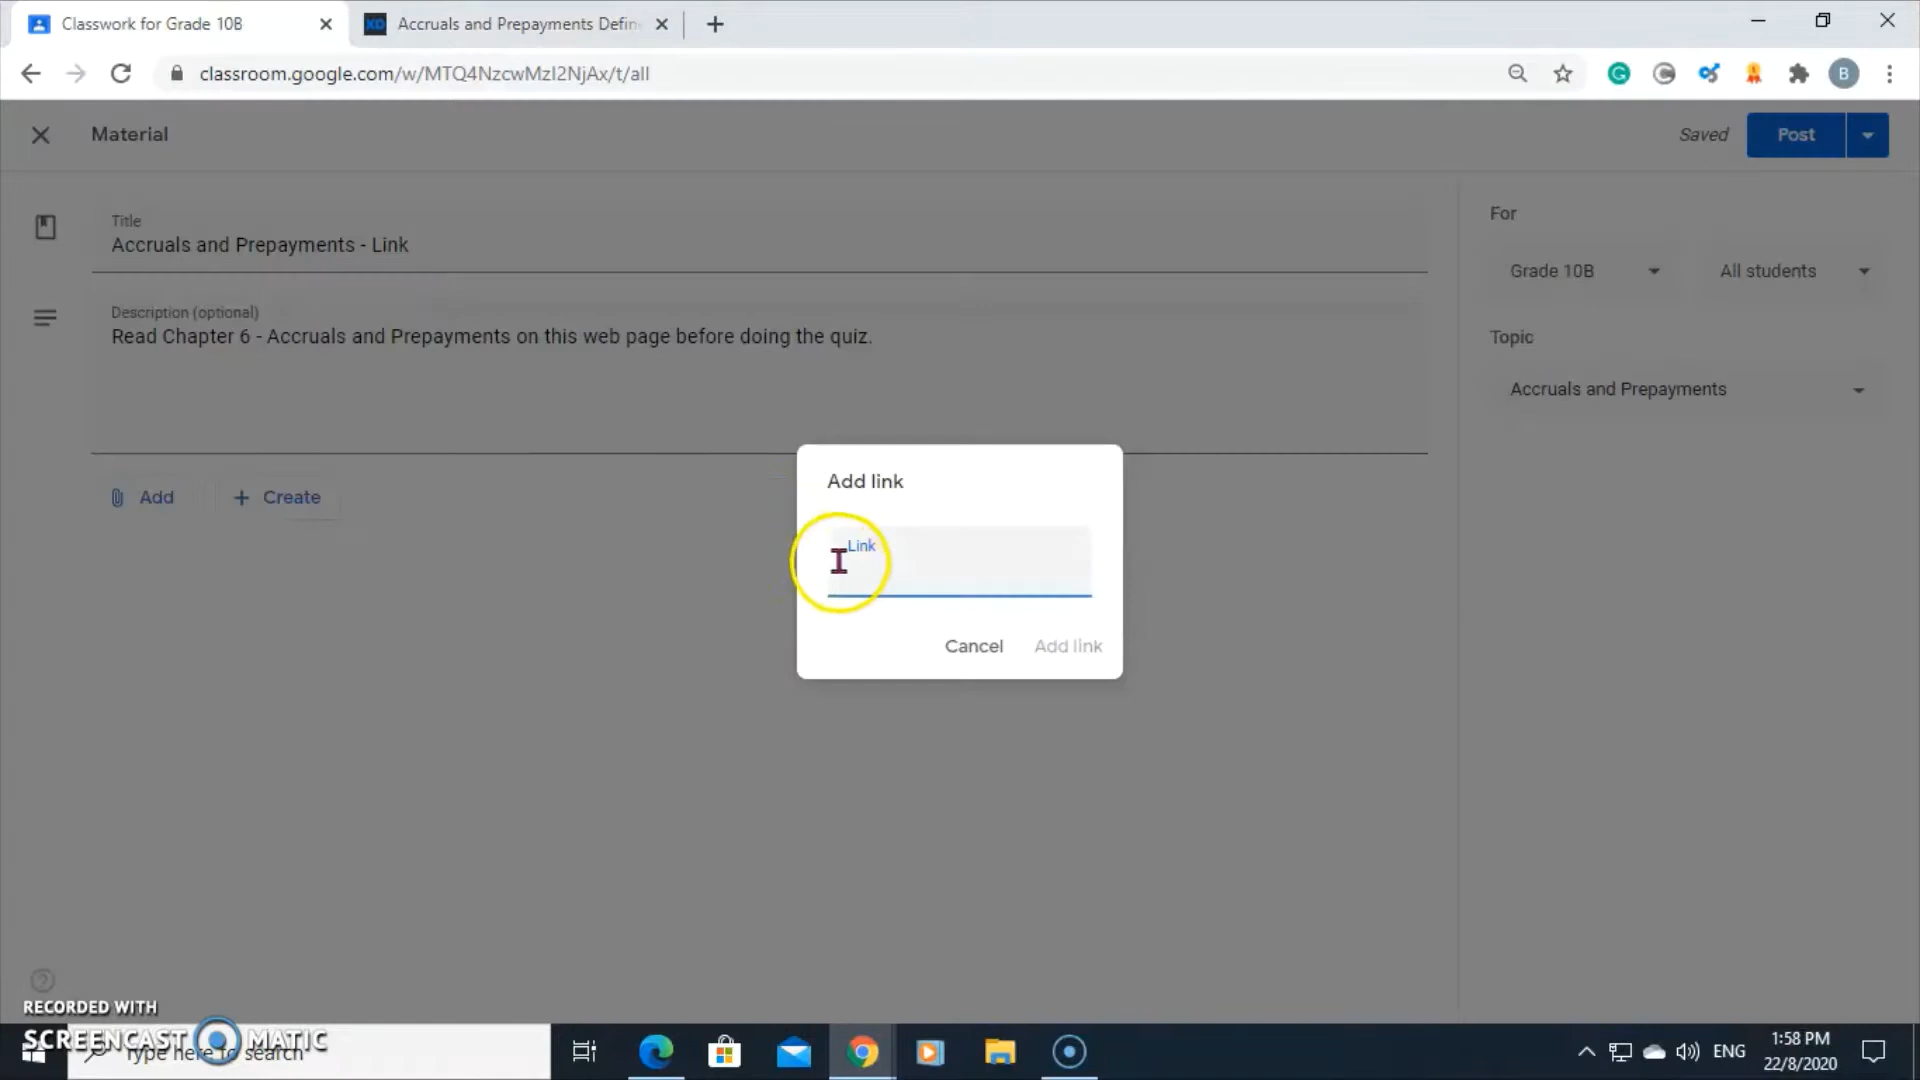 Classwork for Grade 10B
XD Accruals and Prepayments Defin
classroom.google.com/w/MTQ4NzcwMzI2NjAx/t/all
B
Material
Saved
Post
Title
Accruals and Prepayments - Link
For
Grade 10B
All students
Description (optional)
Read Chapter 6 - Accruals and Prepayments on this web page before doing the quiz.
Topic
Accruals and Prepayments
Add
Create
Add link
Link
Cancel
Add link
RECORDED WITH
SCREENCAST MATIC
Type here to search
ENG
1:58 PM
22/8/2020